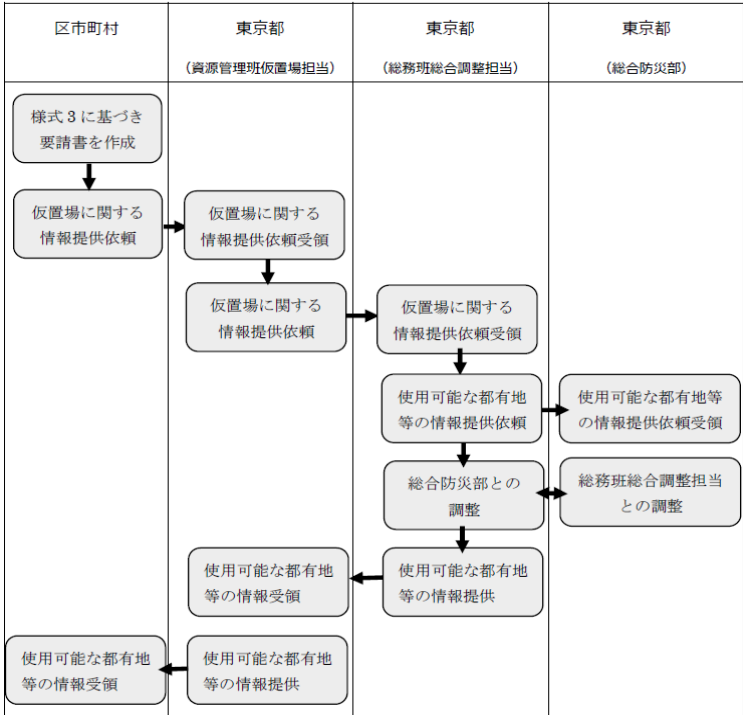 区市町村
東京都
(資源管理班仮置場担当)
東京都
(総務班総合調整担当)
東京都
(総合防災部)
様式3に基づき
要請書を作成
仮置場に関する
情報提供依頼
仮置場に関する
情報提供依頼受領
仮置場に関する
情報提供依頼
仮置場に関する
情報提供依頼受領
使用可能な都有地
等の情報提供依頼
使用可能な都有地等
の情報提供依頼受領
総合防災部との
調整
総務班総合調整担当
との調整
使用可能な都有地
等の情報受領
使用可能な都有地
等の情報提供
使用可能な都有地
等の情報受領
使用可能な都有地
等の情報提供